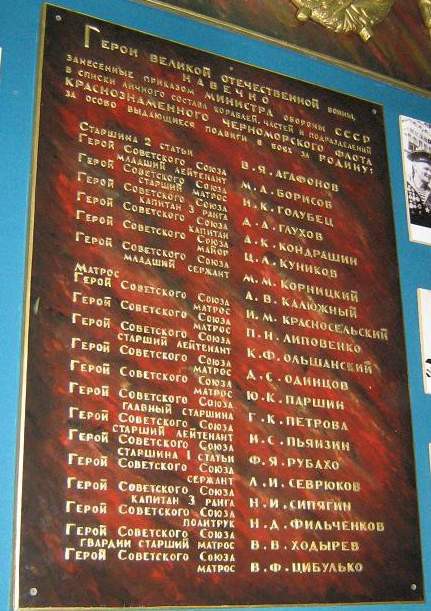 ГЕРОИ ВЕЛИКОЙ ОТЕЧЕСТВЕННОЙ ВОЙНЫ,
НАВЕЧНО
ЗАНЕСЕННЫЕ ПРИКАЗОМ МИНИСТРА ОБОРОНЫ СССР
В СПИСКИ ЛИЧНОГО СОСТАВА КОРАБЛЕЙ, ЧАСТЕЙ И ПОДРАЗДЕЛЕНИЙ
КРАСНОЗНАМЕННОГО ЧЕРНОМОРСКОГО ФЛОТА
ЗА ОСОБО ВЫДАЮЩИЕСЯ ПОДВИГИ В БОЯХ ЗА РОДИНУ:
СТАРШИНА 2 СТАТЬИ В.Я.АГАФОНОВ
ГЕРОЙ СОВЕТСКОГО СОЮЗА
МЛАДШИЙ ЛЕЙТЕНАНТ М.Д.БОРИСОВ
ГЕРОЙ СОВЕТСКОГО СОЮЗА
СТАРШИЙ МАТРОС И.К.ГОЛУБЕЦ
ГЕРОЙ СОВЕТСКОГО СОЮЗА
КАПИТАН 3 РАНГА Д.А.ГЛУХОВ
ГЕРОЙ СОВЕТСКОГО СОЮЗА
КАПИТАН А.К.КОНДРАШИН
ГЕРОЙ СОВЕТСКОГО СОЮЗА
МАЙОР Ц.Л.КУНИКОВ
ГЕРОЙ СОВЕТСКОГО СОЮЗА
МЛАДШИЙ СЕРЖАНТ М.М.КОРНИЦКИЙ
МАТРОС А.В.КАЛЮЖНЫЙ
ГЕРОЙ СОВЕТСКОГО СОЮЗА
МАТРОС И.М.КРАСНОСЕЛЬСКИЙ
ГЕРОЙ СОВЕТСКОГО СОЮЗА
МАТРОС П.Н.ЛИПОВЕНКО
ГЕРОЙ СОВЕТСКОГО СОЮЗА
СТАРШИЙ ЛЕЙТЕНАНТ К.Ф.ОЛЬШАНСКИЙ
ГЕРОЙ СОВЕТСКОГО СОЮЗА
МАТРОС Д.С.ОДИНЦОВ
ГЕРОЙ СОВЕТСКОГО СОЮЗА
МАТРОС Ю.К.ПАРШИН
ГЕРОЙ СОВЕТСКОГО СОЮЗА
ГЛАВНЫЙ СТАРШИНА Г.К.ПЕТРОВА
ГЕРОЙ СОВЕТСКОГО СОЮЗА
СТАРШИЙ ЛЕЙТЕНАНТ И.С.ПЬЯНЗИН
ГЕРОЙ СОВЕТСКОГО СОЮЗА
СТАРШИНА 1 СТАТЬИ Ф.Я.РУБАХО
ГЕРОЙ СОВЕТСКОГО СОЮЗА
СЕРЖАНТ Л.И.СЕВРЮКОВ
ГЕРОЙ СОВЕТСКОГО СОЮЗА
КАПИТАН 3 РАНГА Н.И.СИПЯГИН
ГЕРОЙ СОВЕТСКОГО СОЮЗА
ПОЛИТРУК Н.Д.ФИЛЬЧЕНКОВ
ГЕРОЙ СОВЕТСКОГО СОЮЗА
ГВАРДИИ СТАРШИЙ МАТРОС В.В.ХОДЫРЕВ
ГЕРОЙ СОВЕТСКОГО СОЮЗА
МАТРОС В.Ф.ЦИБУЛЬКО